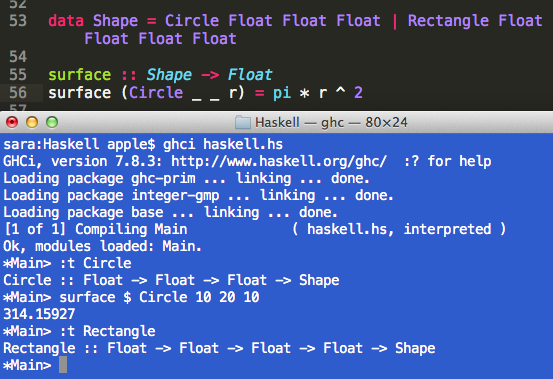 52
53 data Shape = Circle Float Float Float | Rectangle Float
Float Float Float
54
55 surface :: Shape -> Float
56 surface (Circle _ _ r) = pi * r ^ 2
57
Haskell — ghc — 80×24
sara:Haskell apple$ ghci haskell.hs
GHCi, version 7.8.3: http://www.haskell.org/ghc/  :? for help
Loading package ghc-prim ... linking ... done.
Loading package integer-gmp ... linking ... done.
Loading package base ... linking ... done.
[1 of 1] Compiling Main             ( haskell.hs, interpreted )
Ok, modules loaded: Main.
*Main> :t Circle
Circle :: Float -> Float -> Float -> Shape
*Main> surface $ Circle 10 20 10
314.15927
*Main> :t Rectangle
Rectangle :: Float -> Float -> Float -> Float -> Shape
*Main>